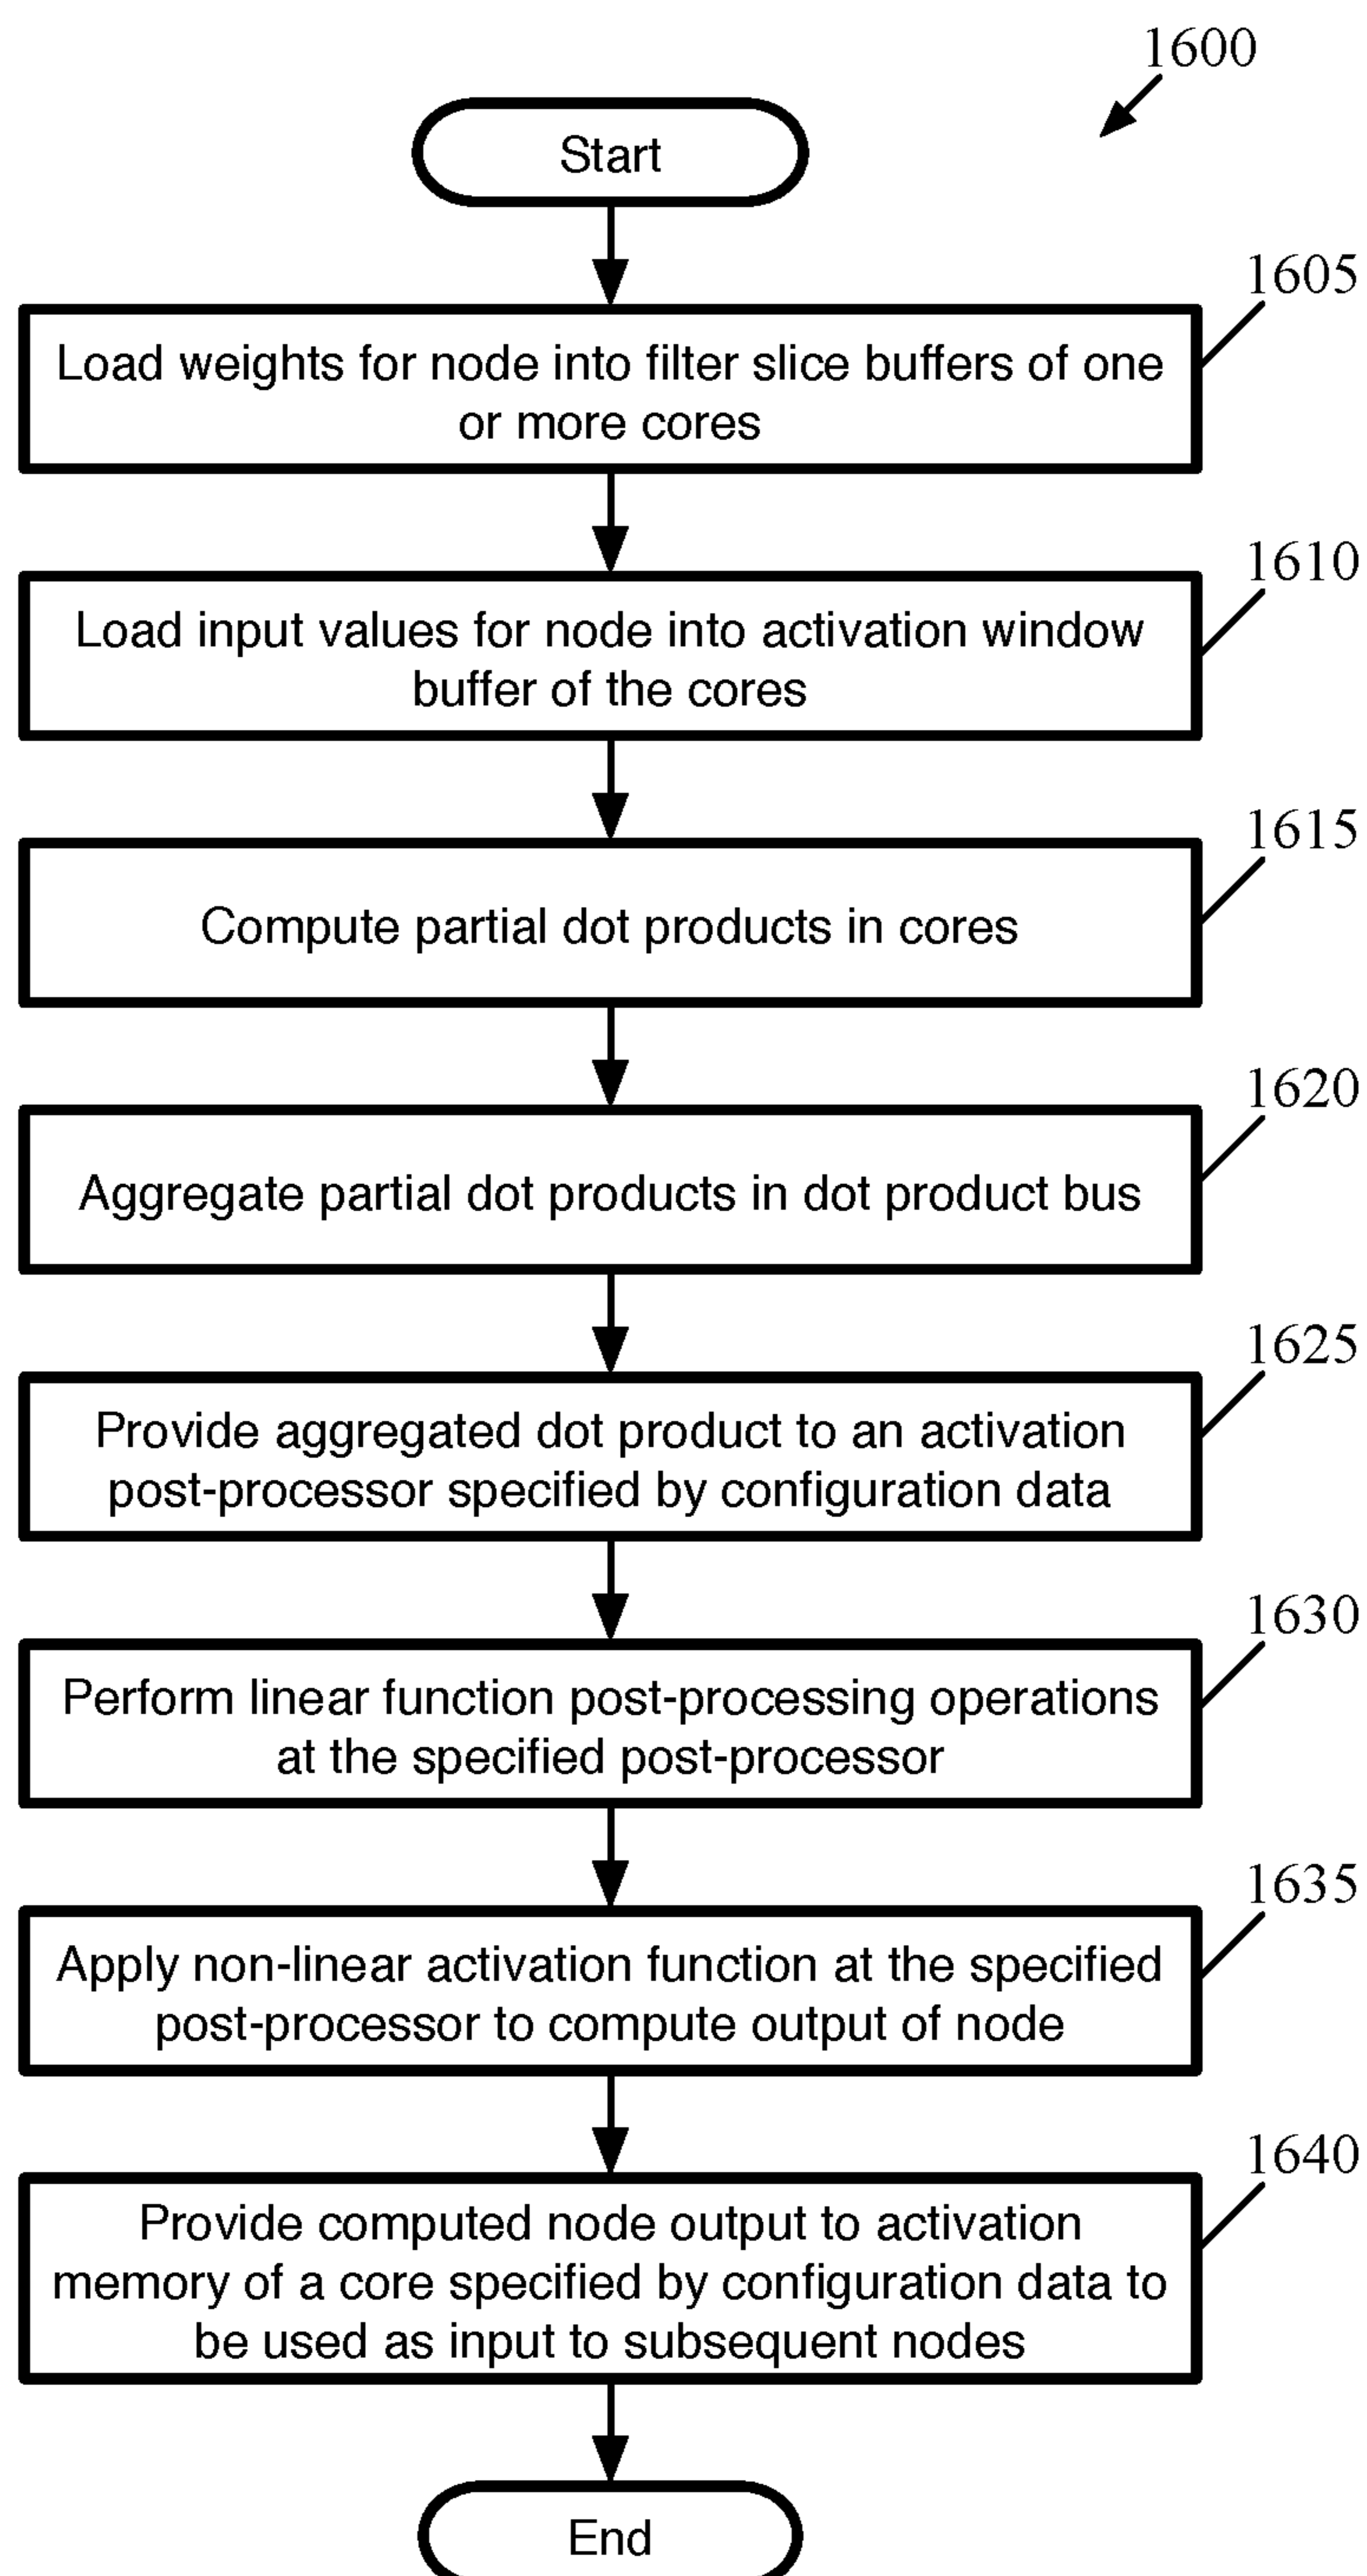 1600
Start
1605
Load weights for node into filter slice buffers of one
or more cores
1610
Load input values for node into activation window
buffer of the cores
1615
Compute partial dot products in cores
1620
Aggregate partial dot products in dot product bus
1625
Provide aggregated dot product to an activation
post-processor specified by configuration data
1630
Perform linear function post-processing operations
at the specified post-processor
1635
Apply non-linear activation function at the specified
post-processor to compute output of node
1640
Provide computed node output to activation
memory of a core specified by configuration data to
be used as input to subsequent nodes
End